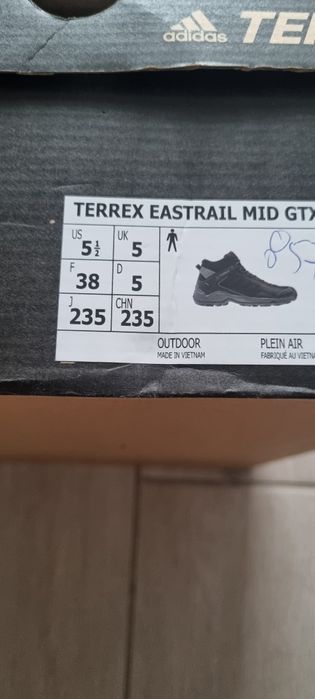 adidas TE
TERREX EASTRAIL MID GTX
US 5½ UK 5
F 38 D 5
J 235 CHN 235
OUTDOOR PLEIN AIR
MADE IN VIETNAM FABRIQUÉ AU VIETN